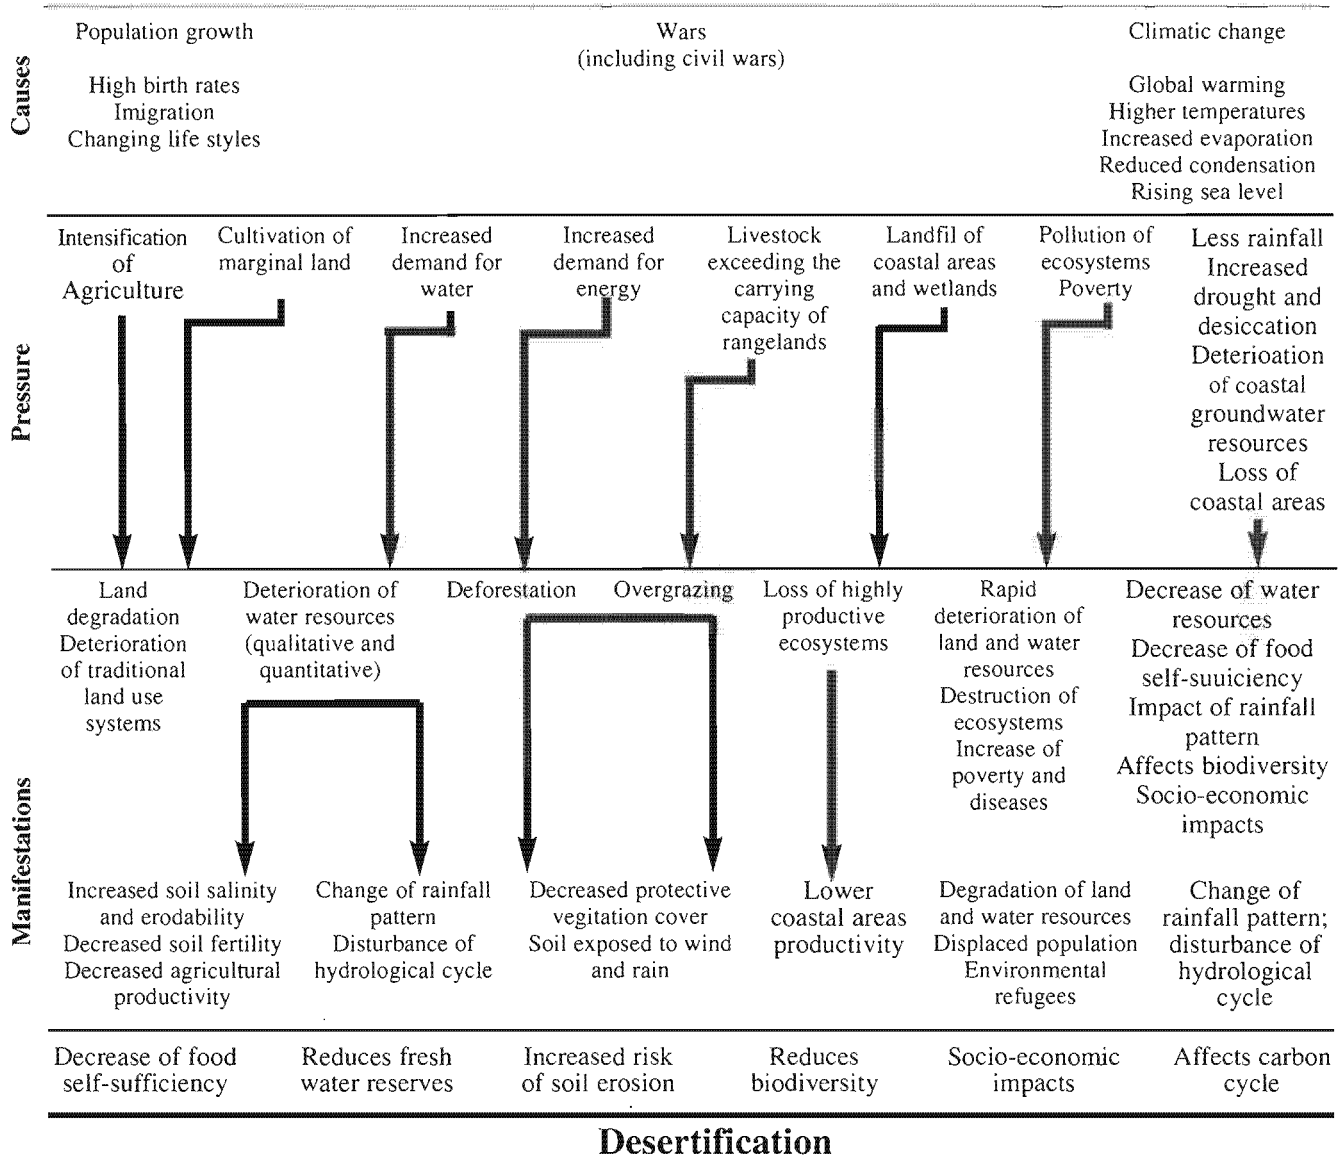 Causes
Population growth
High birth rates
Imigration
Changing life styles
Wars
(including civil wars)
Climatic change
Global warming
Higher temperatures
Increased evaporation
Reduced condensation
Rising sea level
Pressure
Intensification
of
Agriculture
Cultivation of
marginal land
Increased
demand for
water
Increased
demand for
energy
Livestock
exceeding the
carrying
capacity of
rangelands
Landfil of
coastal areas
and wetlands
Pollution of
ecosystems
Poverty
Less rainfall
Increased
drought and
desiccation
Deterioation
of coastal
groundwater
resources
Loss of
coastal areas
Manifestations
Land
degradation
Deterioration
of traditional
land use
systems
Deterioration of
water resources
(qualitative and
quantitative)
Deforestation
Overgrazing
Loss of highly
productive
ecosystems
Rapid
deterioration of
land and water
resources
Destruction of
ecosystems
Increase of
poverty and
diseases
Decrease of water
resources
Decrease of food
self-suuiciency
Impact of rainfall
pattern
Affects biodiversity
Socio-economic
impacts
Increased soil salinity
and erodability
Decreased soil fertility
Decreased agricultural
productivity
Change of rainfall
pattern
Disturbance of
hydrological cycle
Decreased protective
vegitation cover
Soil exposed to wind
and rain
Lower
coastal areas
productivity
Degradation of land
and water resources
Displaced population
Environmental
refugees
Change of
rainfall pattern;
disturbance of
hydrological
cycle
Decrease of food
self-sufficiency
Reduces fresh
water reserves
Increased risk
of soil erosion
Reduces
biodiversity
Socio-economic
impacts
Affects carbon
cycle
Desertification